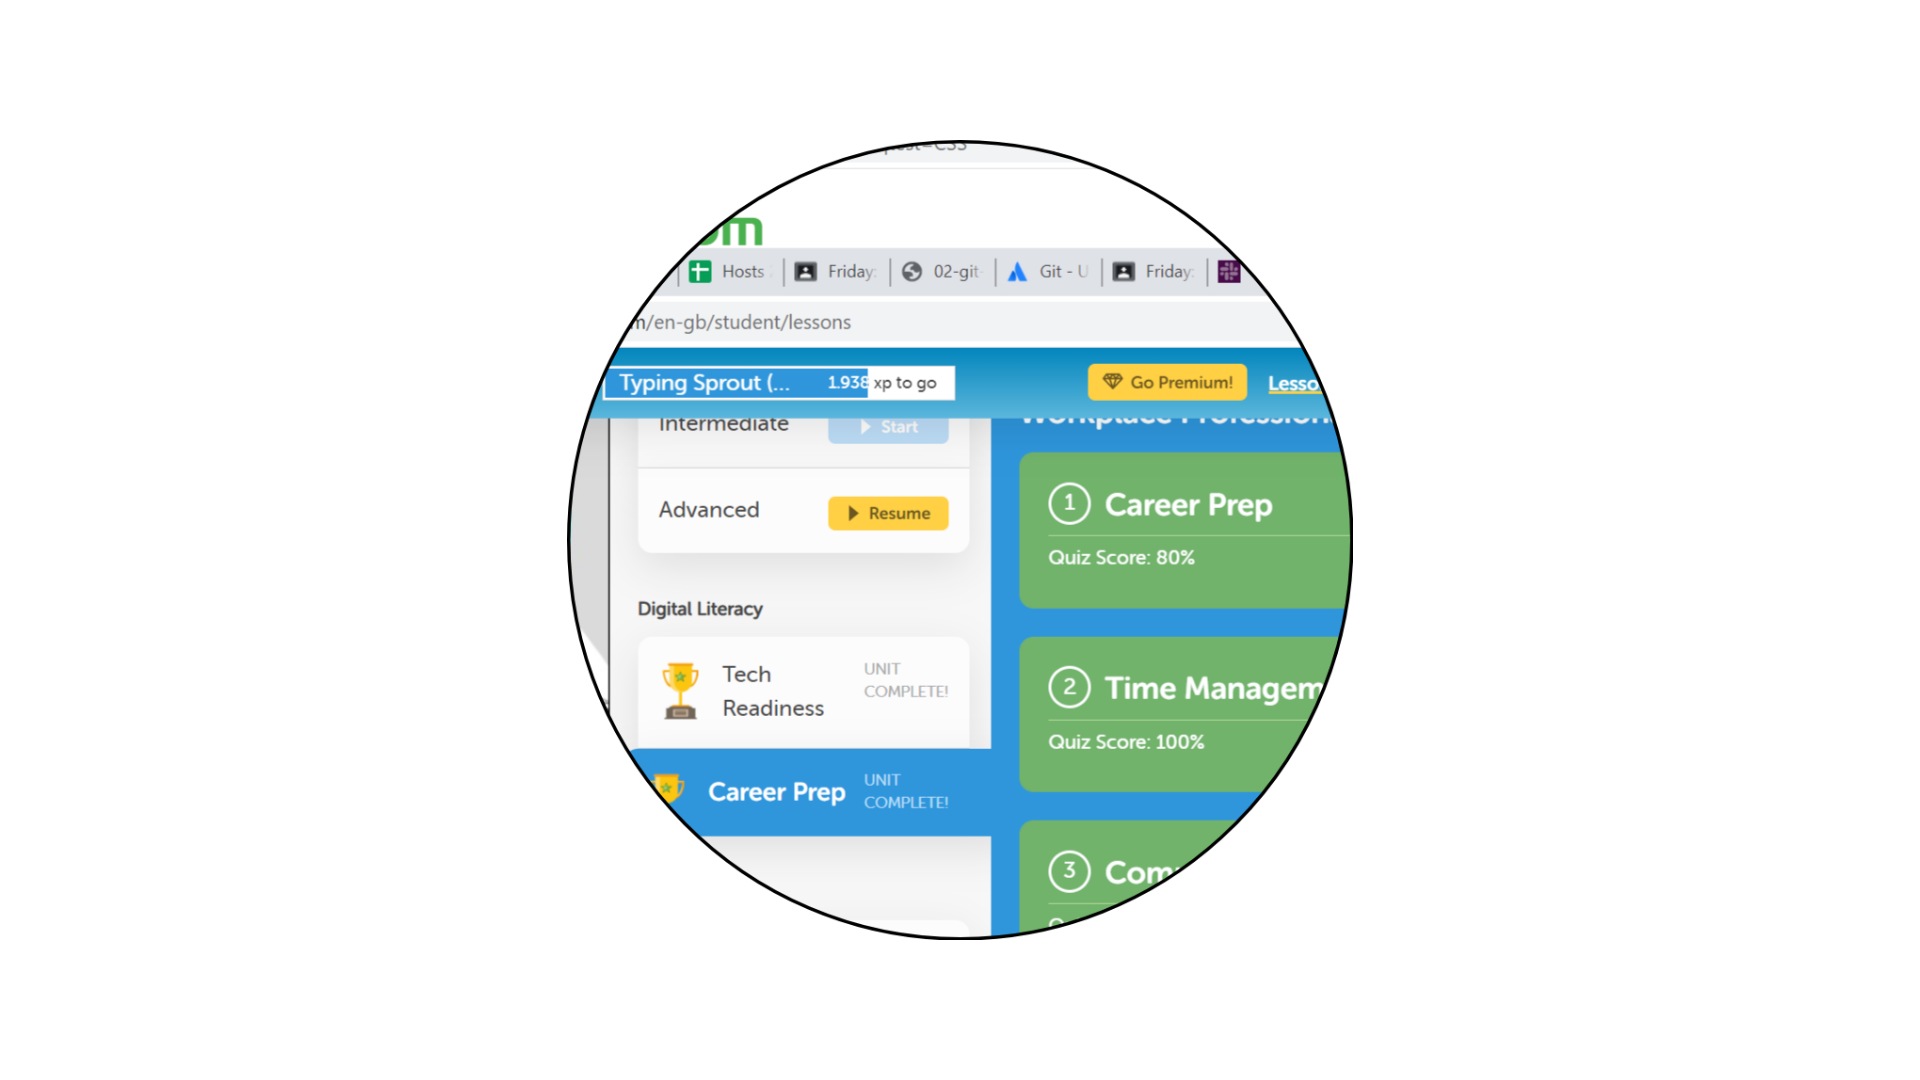 om
Hosts
Friday:
02-git-
Git - U
Friday:
m/en-gb/student/lessons
Typing Sprout (...
1.938 xp to go
Go Premium!
Lesso
Intermediate
Start
Advanced
Resume
Digital Literacy
Tech
Readiness
UNIT
COMPLETE!
Career Prep
UNIT
COMPLETE!
Workplace Profession
1 Career Prep
Quiz Score: 80%
2 Time Managem
Quiz Score: 100%
3 Com